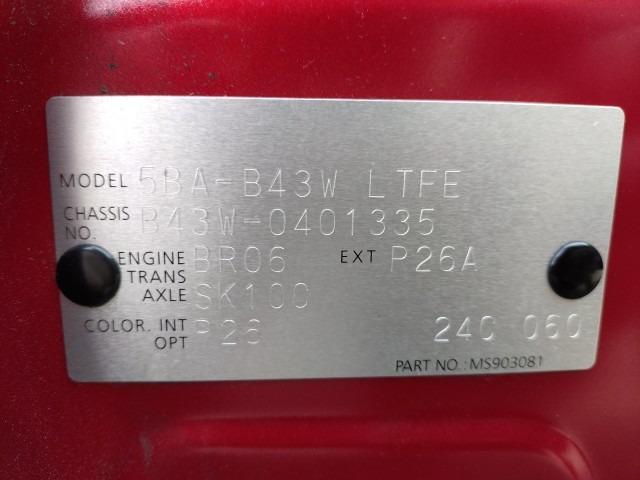 MODEL 5BA-B43W LTFE
CHASSIS NO. B43W-0401335
ENGINE BR06 EXT P26A
TRANS AXLE SK100
COLOR. INT P26
OPT 240 060
PART NO.: MS903081